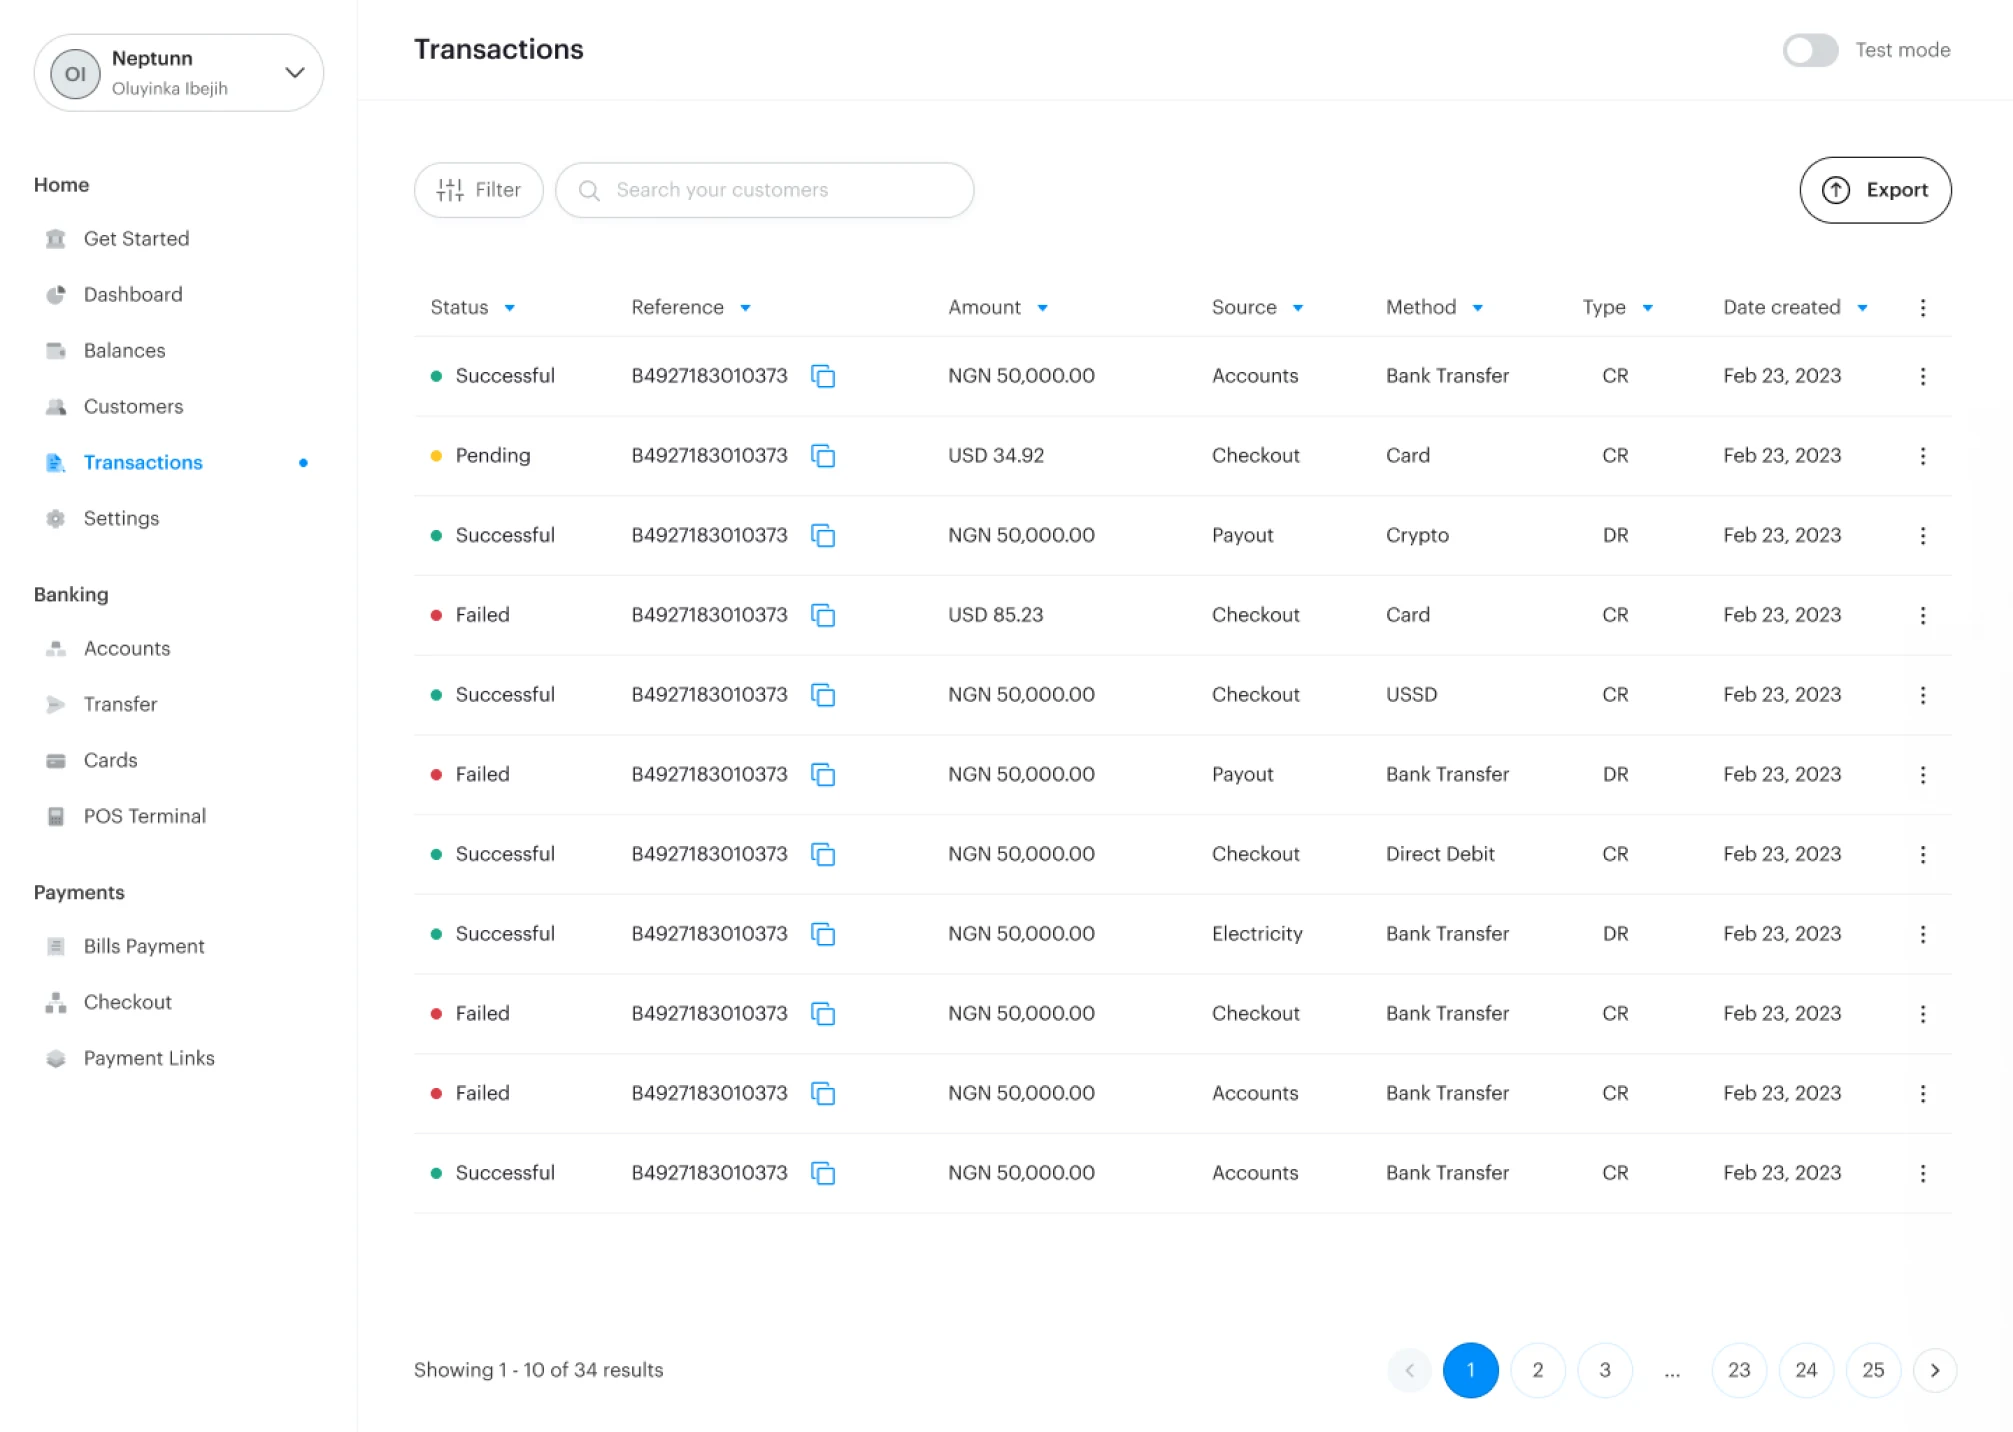 OI
Neptunn
Oluyinka Ibejih
Home
Get Started
Dashboard
Balances
Customers
Transactions
Settings
Banking
Accounts
Transfer
Cards
POS Terminal
Payments
Bills Payment
Checkout
Payment Links
Transactions
Test mode
Filter
Search your customers
Export
Status Reference Amount Source Method Type Date created
Successful B4927183010373 NGN 50,000.00 Accounts Bank Transfer CR Feb 23, 2023
Pending B4927183010373 USD 34.92 Checkout Card CR Feb 23, 2023
Successful B4927183010373 NGN 50,000.00 Payout Crypto DR Feb 23, 2023
Failed B4927183010373 USD 85.23 Checkout Card CR Feb 23, 2023
Successful B4927183010373 NGN 50,000.00 Checkout USSD CR Feb 23, 2023
Failed B4927183010373 NGN 50,000.00 Payout Bank Transfer DR Feb 23, 2023
Successful B4927183010373 NGN 50,000.00 Checkout Direct Debit CR Feb 23, 2023
Successful B4927183010373 NGN 50,000.00 Electricity Bank Transfer DR Feb 23, 2023
Failed B4927183010373 NGN 50,000.00 Checkout Bank Transfer CR Feb 23, 2023
Failed B4927183010373 NGN 50,000.00 Accounts Bank Transfer CR Feb 23, 2023
Successful B4927183010373 NGN 50,000.00 Accounts Bank Transfer CR Feb 23, 2023
Showing 1 - 10 of 34 results
1 2 3 ... 23 24 25